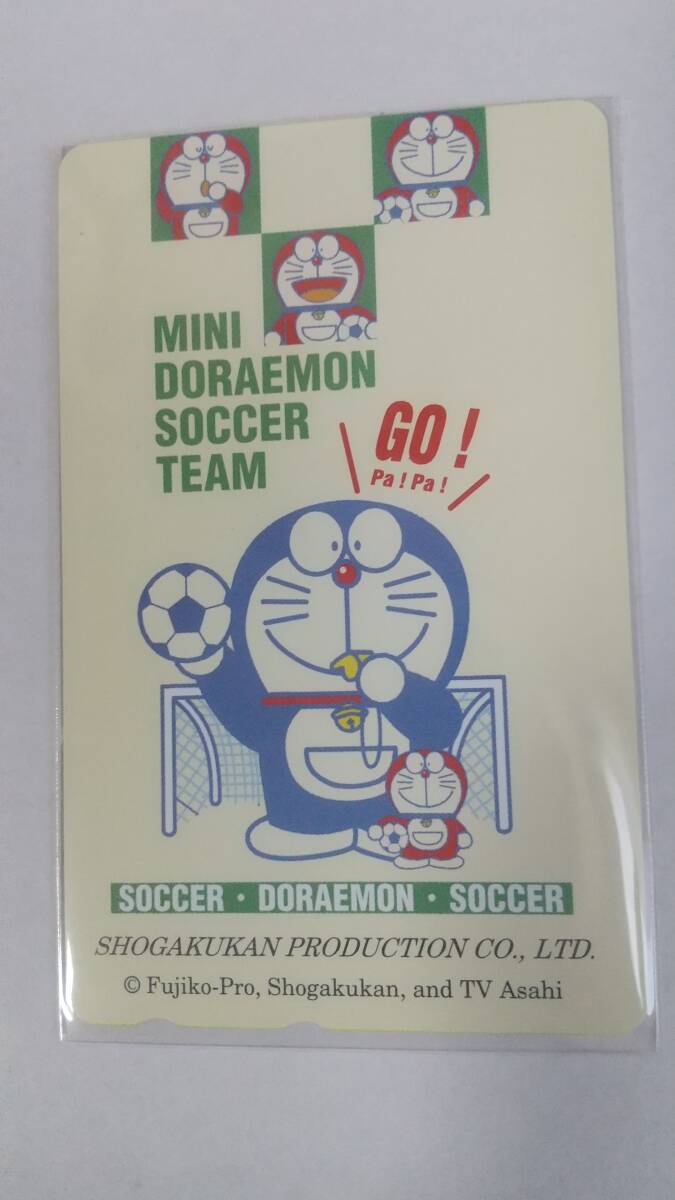 MINI
DORAEMON
SOCCER
TEAM
GO!
Pa! Pa!
SOCCER · DORAEMON · SOCCER
SHOGAKUKAN PRODUCTION CO., LTD.
© Fujiko-Pro, Shogakukan, and TV Asahi